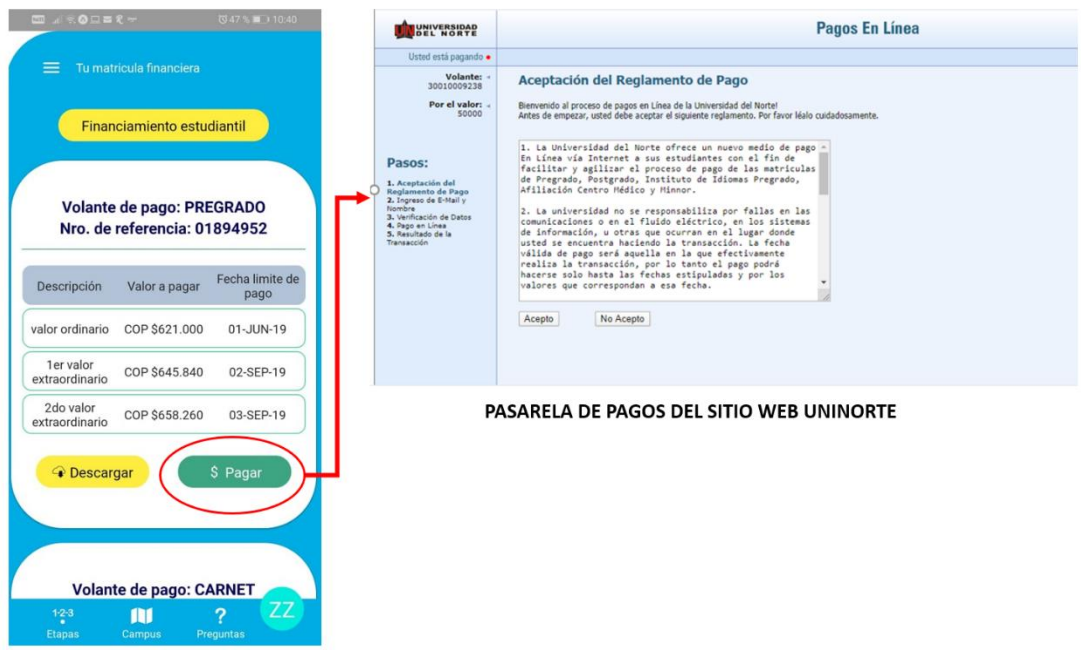 47 % 10:40
Tu matricula financiera
Financiamiento estudiantil
Volante de pago: PREGRADO
Nro. de referencia: 01894952
Descripción Valor a pagar Fecha limite de
pago
valor ordinario COP $621.000 01-JUN-19
1er valor
extraordinario COP $645.840 02-SEP-19
2do valor
extraordinario COP $658.260 03-SEP-19
Descargar $ Pagar
Volante de pago: CARNET
1-2-3
Etapas Campus Preguntas
?
ZZ
UNIVERSIDAD
DEL NORTE
Pagos En Línea
Usted está pagando
Volante:
30010009238
Por el valor:
50000
Pasos:
1. Aceptación del
Reglamento de Pago
2. Ingreso de E-Mail y
Nombre
3. Verificación de Datos
4. Pago en Línea
5. Resultado de la
Transacción
Aceptación del Reglamento de Pago
Bienvenido al proceso de pagos en Línea de la Universidad del Norte!
Antes de empezar, usted debe aceptar el siguiente reglamento. Por favor léalo cuidadosamente.
1. La Universidad del Norte ofrece un nuevo medio de pago
En Línea vía Internet a sus estudiantes con el fin de
facilitar y agilizar el proceso de pago de las matriculas
de Pregrado, Postgrado, Instituto de Idiomas Pregrado,
Afiliación Centro Médico y Minnor.
2. La universidad no se responsabiliza por fallas en las
comunicaciones o en el fluido eléctrico, en los sistemas
de información, u otras que ocurran en el lugar donde
usted se encuentra haciendo la transacción. La fecha
válida de pago será aquella en la que efectivamente
realiza la transacción, por lo tanto el pago podrá
hacerse solo hasta las fechas estipuladas y por los
valores que correspondan a esa fecha.
Acepto No Acepto
PASARELA DE PAGOS DEL SITIO WEB UNINORTE